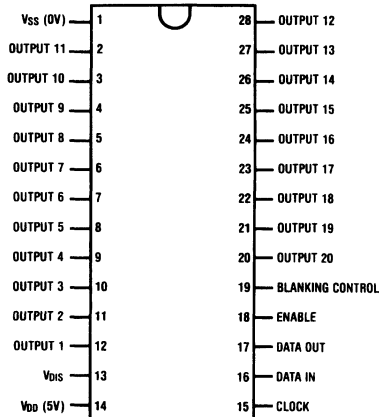 VSS (0V) 1 28 OUTPUT 12
OUTPUT 11 2 27 OUTPUT 13
OUTPUT 10 3 26 OUTPUT 14
OUTPUT 9 4 25 OUTPUT 15
OUTPUT 8 5 24 OUTPUT 16
OUTPUT 7 6 23 OUTPUT 17
OUTPUT 6 7 22 OUTPUT 18
OUTPUT 5 8 21 OUTPUT 19
OUTPUT 4 9 20 OUTPUT 20
OUTPUT 3 10 19 BLANKING CONTROL
OUTPUT 2 11 18 ENABLE
OUTPUT 1 12 17 DATA OUT
VDIS 13 16 DATA IN
VDD (5V) 14 15 CLOCK